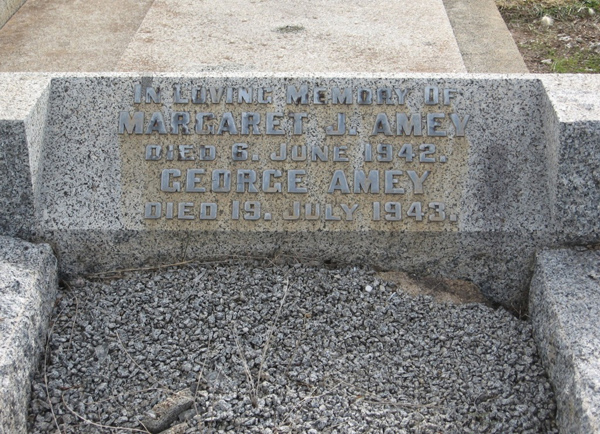 IN LOVING MEMORY OF
MARGARET J. AMEY
DIED 6. JUNE 1942.
GEORGE AMEY
DIED 19. JULY 1943.